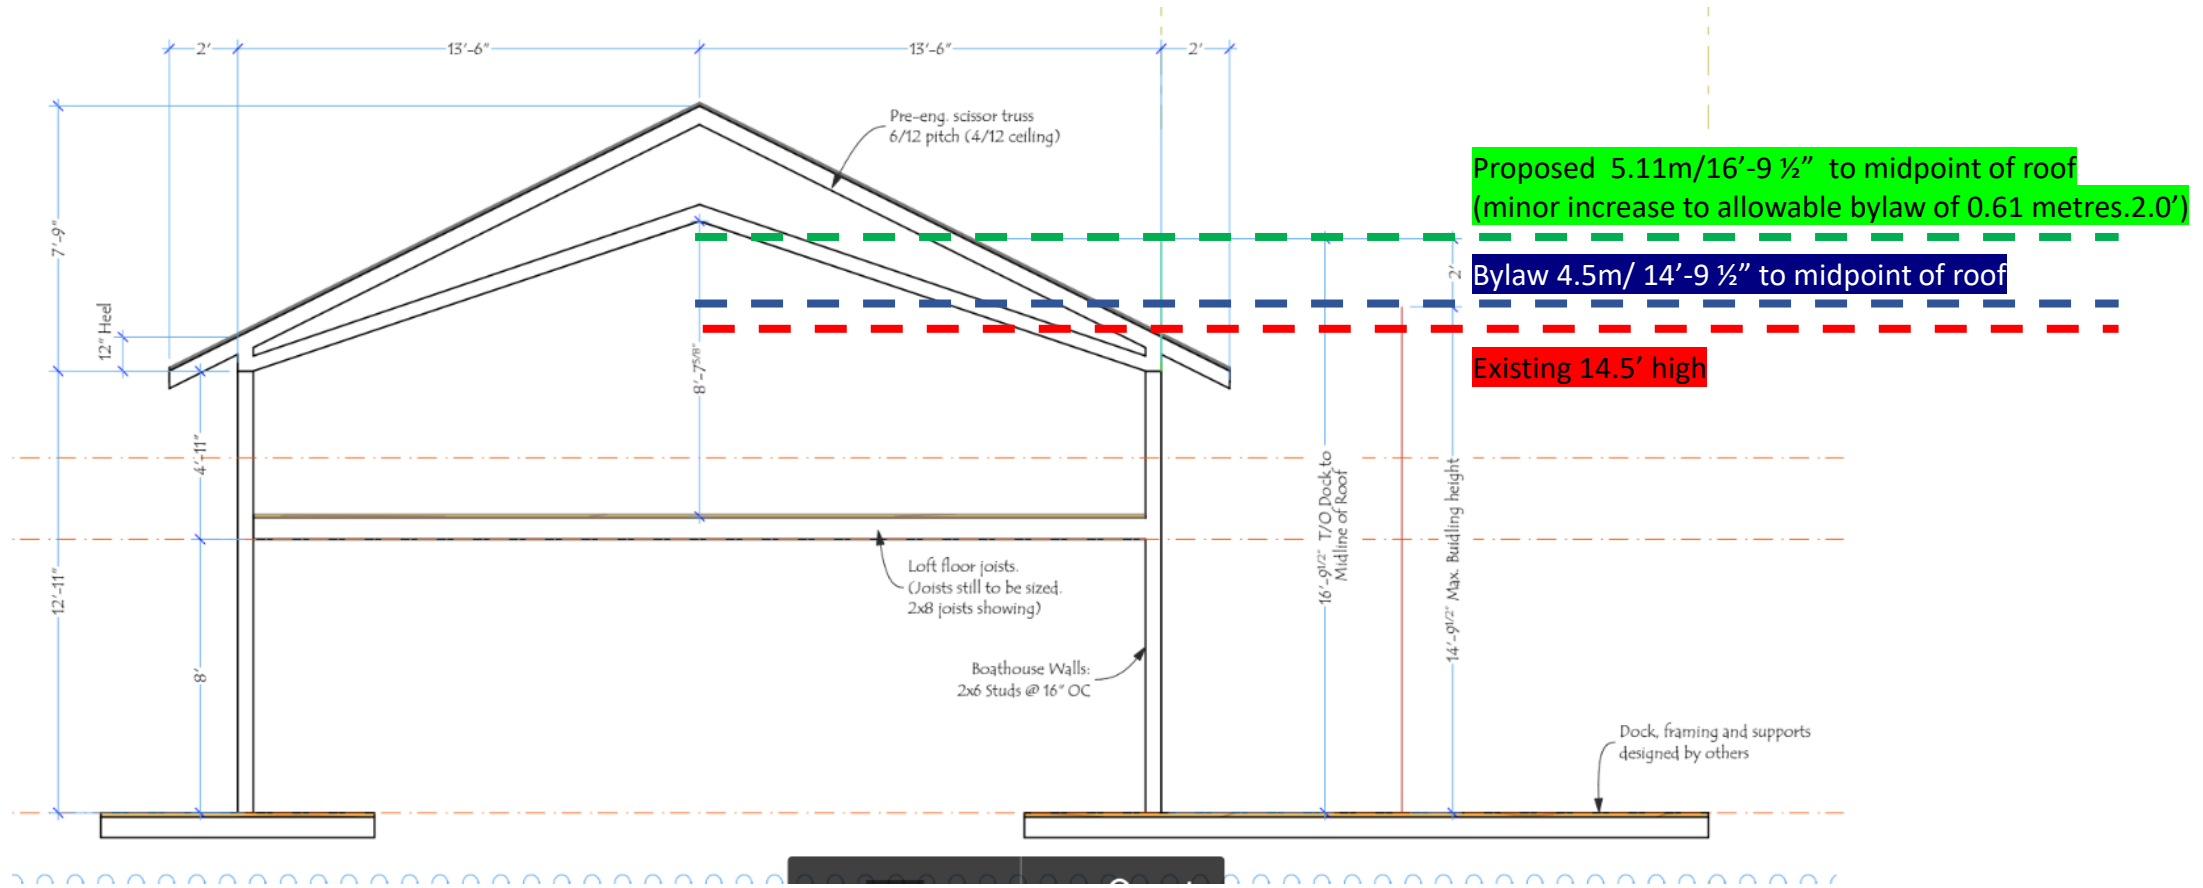 2'
13'-6"
13'-6"
2'
Pre-eng. scissor truss
6/12 pitch (4/12 ceiling)
Proposed 5.11m/16'-9 ½” to midpoint of roof
(minor increase to allowable bylaw of 0.61 metres.2.0’)
7'-9"
2'
Bylaw 4.5m/ 14’-9 ½” to midpoint of roof
12" Heel
Existing 14.5’ high
8'-7 5/8"
4'-11"
16'-9 1/2" T/O Dock to
Midline of Roof
14'-9 1/2" Max. Buidling height
12'-11"
Loft floor joists.
(Joists still to be sized.
2x8 joists showing)
8'
Boathouse Walls:
2x6 Studs @ 16" OC
Dock, framing and supports
designed by others